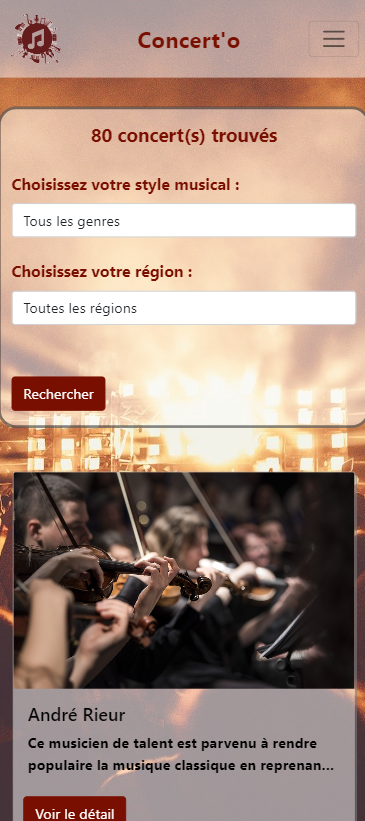 Concert'o
80 concert(s) trouvés
Choisissez votre style musical :
Tous les genres
Choisissez votre région :
Toutes les régions
Rechercher
André Rieur
Ce musicien de talent est parvenu à rendre
populaire la musique classique en reprenan...
Voir le détail